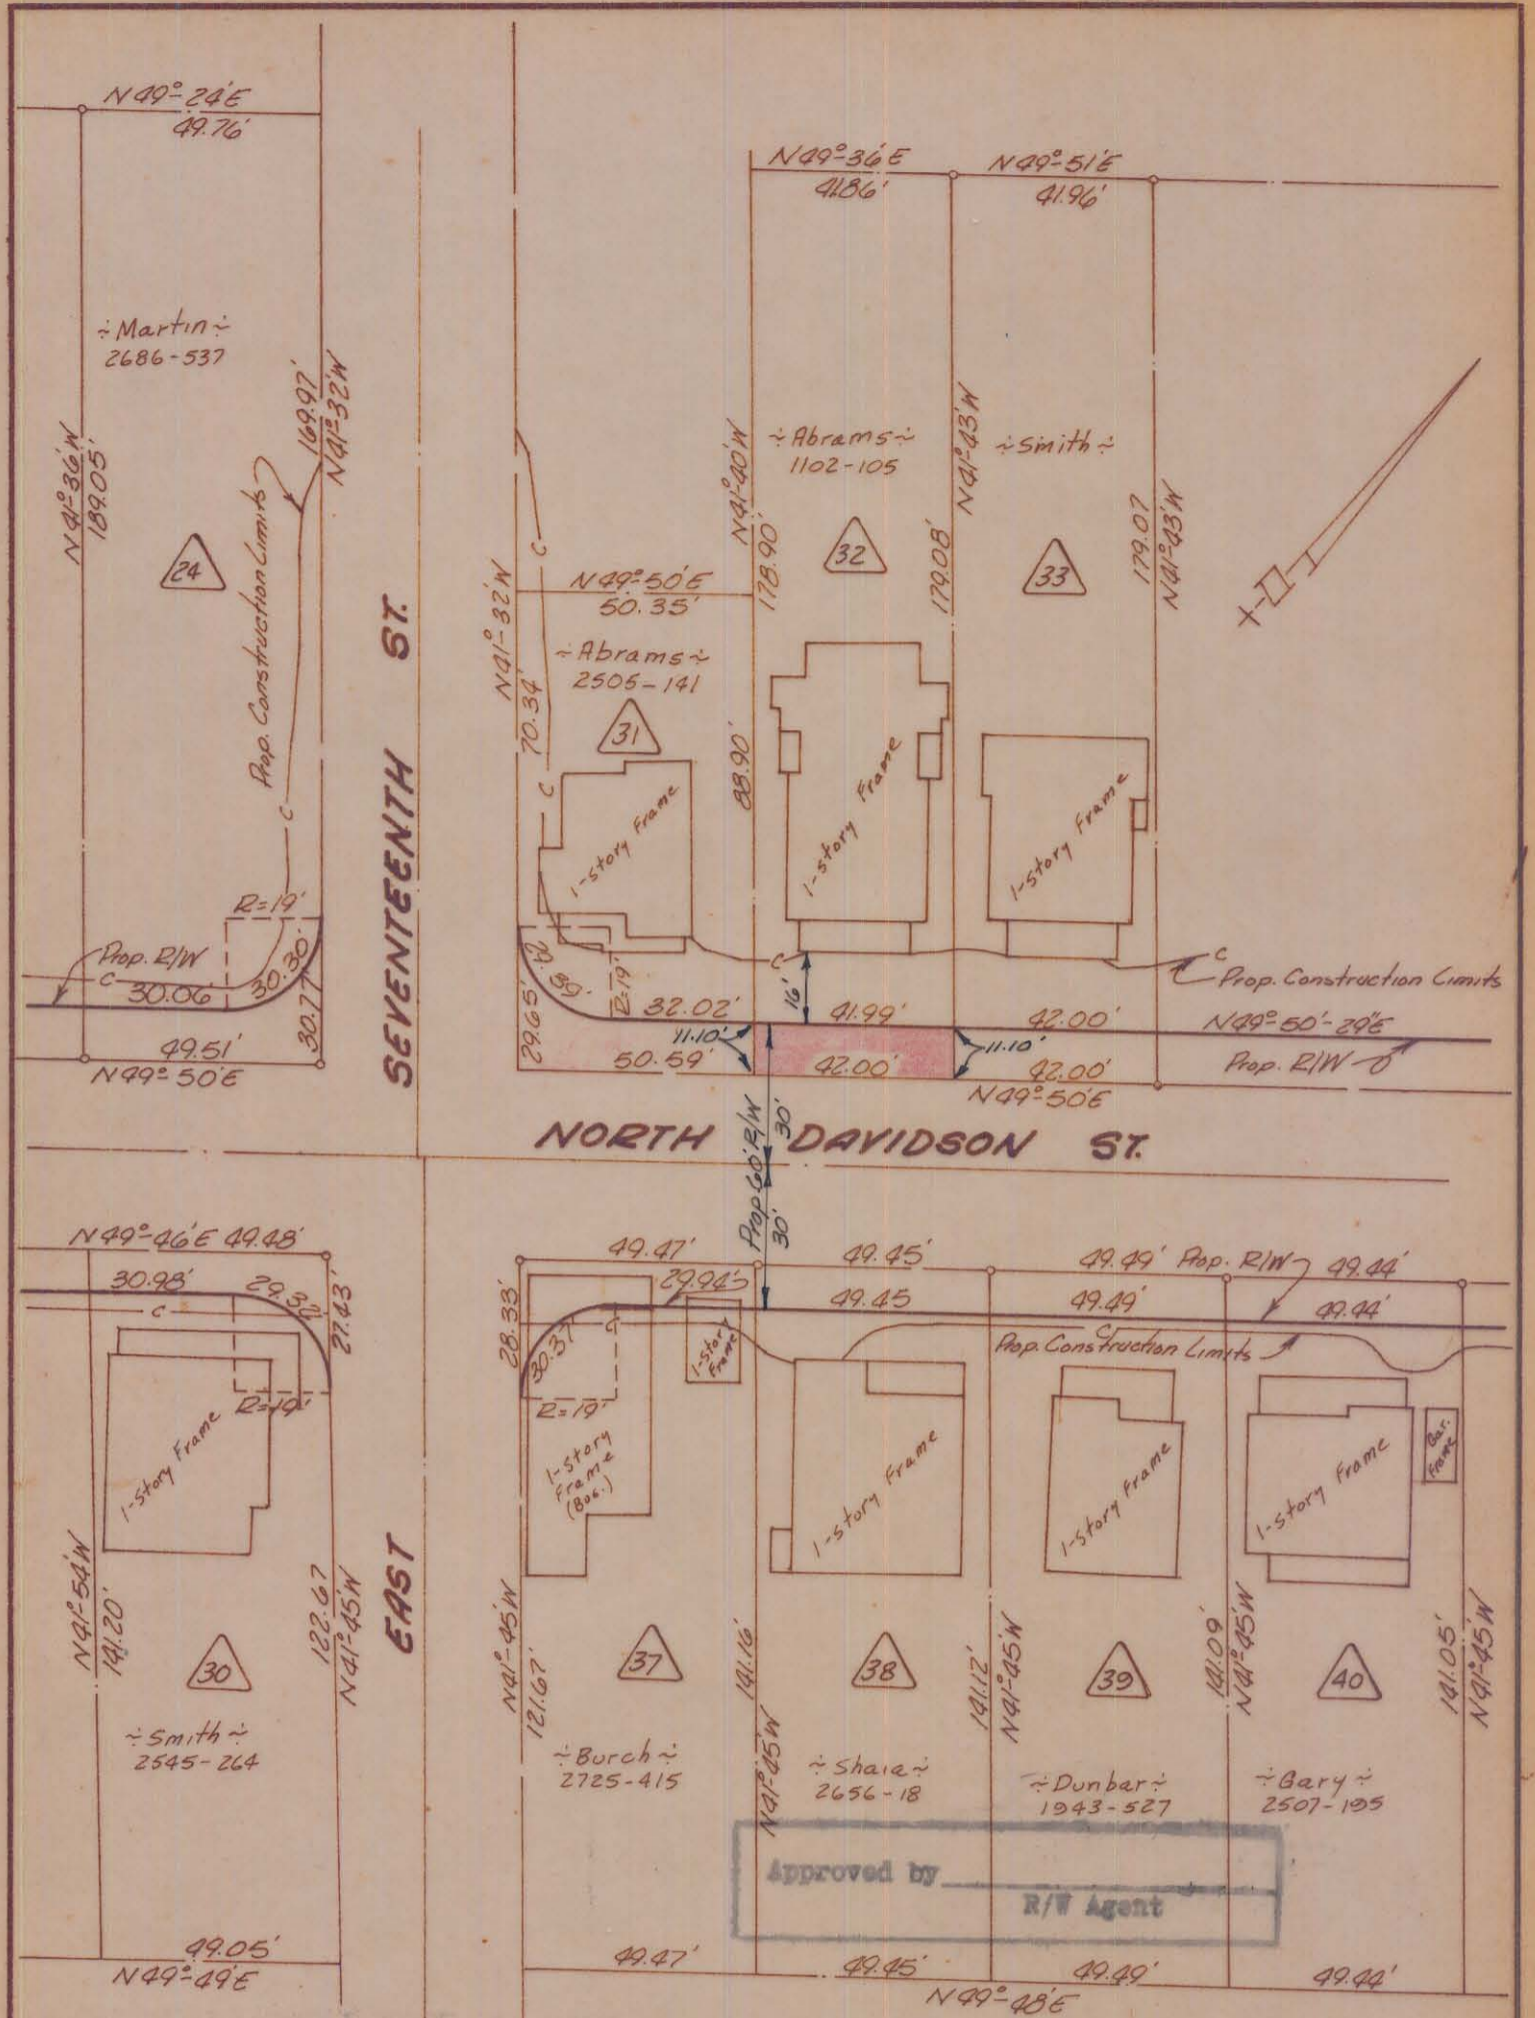 N49°-24'E
49.76'
N49°-36'E
41.86'
N49°-51'E
41.96'
÷Martin÷
2686-537
N41°-36'W
189.05'
169.97'
N41°-32'W
24
Prop. Construction Limits
C
÷Abrams÷
1102-105
÷Smith÷
N41°-40'W
178.90'
32
N41°-43'W
179.08'
33
179.07
N41°-43'W
N41°-32'W
70.34'
C
N49°-50'E
50.35'
÷Abrams÷
2505-141
31
C
88.90'
1-story Frame
1-story Frame
1-story Frame
SEVENTEENTH ST.
R=19'
Prop. R/W
C
30.06'
30.30'
30.77'
49.51'
N49°-50'E
29.65'
R=19'
32.02'
C
16'
41.99'
42.00'
C
Prop. Construction Limits
N49°-50'-29"E
Prop. R/W
11.10'
50.59'
42.00'
11.10'
42.00'
N49°-50'E
NORTH DAVIDSON ST.
Prop 60' R/W
30'
30'
N49°-46'E 49.48'
30.98'
C
27.43'
R=19'
1-story Frame
49.47'
49.45'
49.49'
Prop. R/W
49.44'
28.33'
29.94'
49.45
49.49'
49.44'
30.37'
C
R=19'
1-story Frame
C
Prop. Construction Limits
1-story
Frame
1-story Frame
1-story Frame
1-story Frame
Frame
EAST
N41°-54'W
141.20'
122.67
N41°-45'W
30
÷Smith÷
2545-264
N41°-45'W
121.67'
37
141.16'
N41°-45'W
38
141.12'
N41°-45'W
39
141.09'
N41°-45'W
40
141.05'
N41°-45'W
÷Burch÷
2725-415
÷Shaia÷
2656-18
÷Dunbar÷
1943-527
÷Gary÷
2507-195
Approved by
R/W Agent
49.05'
N49°-49'E
49.47'
49.45'
49.49'
49.44'
N49°-48'E